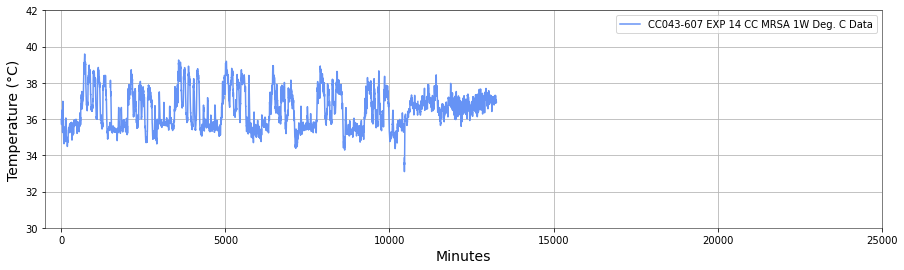 42
40
38
36
34
32
30
Temperature (°C)
CC043-607 EXP 14 CC MRSA 1W Deg. C Data
0 5000 10000 15000 20000 25000
Minutes